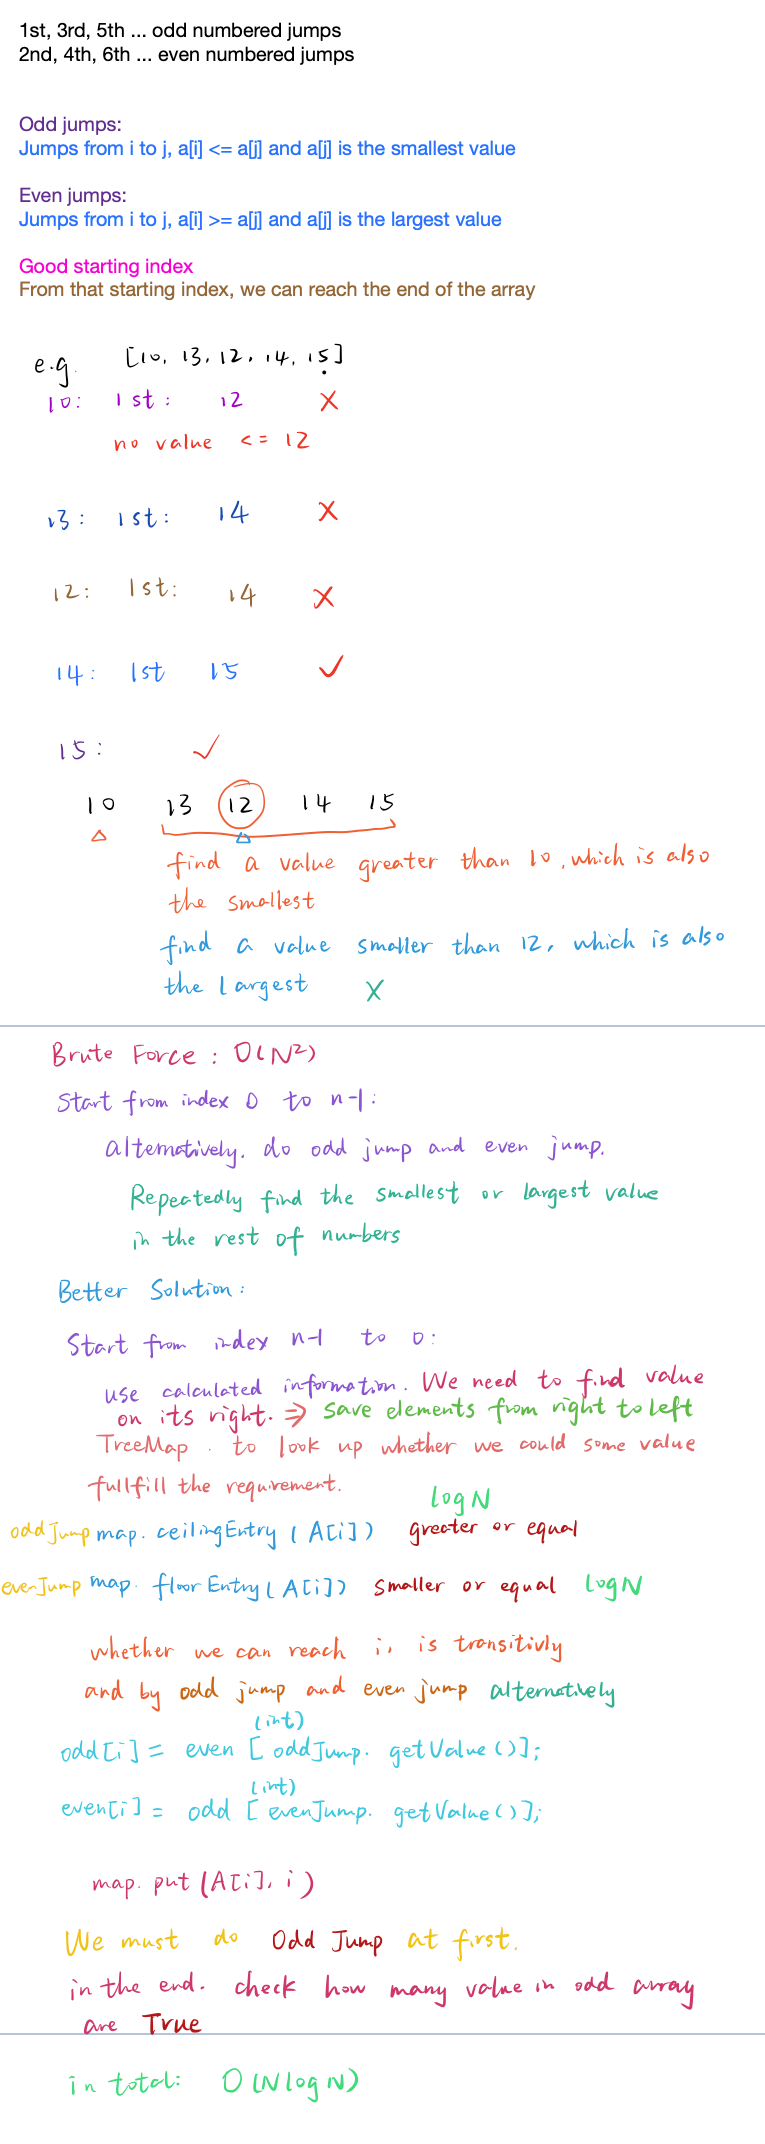 1st, 3rd, 5th ... odd numbered jumps
2nd, 4th, 6th ... even numbered jumps
Odd jumps:
Jumps from i to j, a[i] <= a[j] and a[j] is the smallest value
Even jumps:
Jumps from i to j, a[i] >= a[j] and a[j] is the largest value
Good starting index
From that starting index, we can reach the end of the array
e.g. [10, 13, 12, 14, 15]
10: 1st: 12 X
no value <= 12
13: 1st: 14 X
12: 1st: 14 X
14: 1st 15 ✓
15: ✓
10 13 12 14 15
find a value greater than 10, which is also
the smallest
find a value smaller than 12, which is also
the largest X
Brute Force: O(N²)
Start from index 0 to n-1:
alternatively. do odd jump and even jump.
Repeatedly find the smallest or largest value
in the rest of numbers
Better Solution:
Start from index n-1 to 0:
use calculated information. We need to find value
on its right. => Save elements from right to left
TreeMap. to look up whether we could some value
fullfill the requirement.
logN
oddJump map. ceilingEntry (A[i]) greater or equal
evenJump map. floorEntry (A[i]) smaller or equal logN
whether we can reach i, is transitivly
and by odd jump and even jump alternatively
(int)
odd[i] = even [oddJump. getValue()];
(int)
even[i] = odd [evenJump. getValue()];
map. put (A[i], i)
We must do Odd Jump at first.
in the end. check how many value in odd array
are True
in total: O(NlogN)